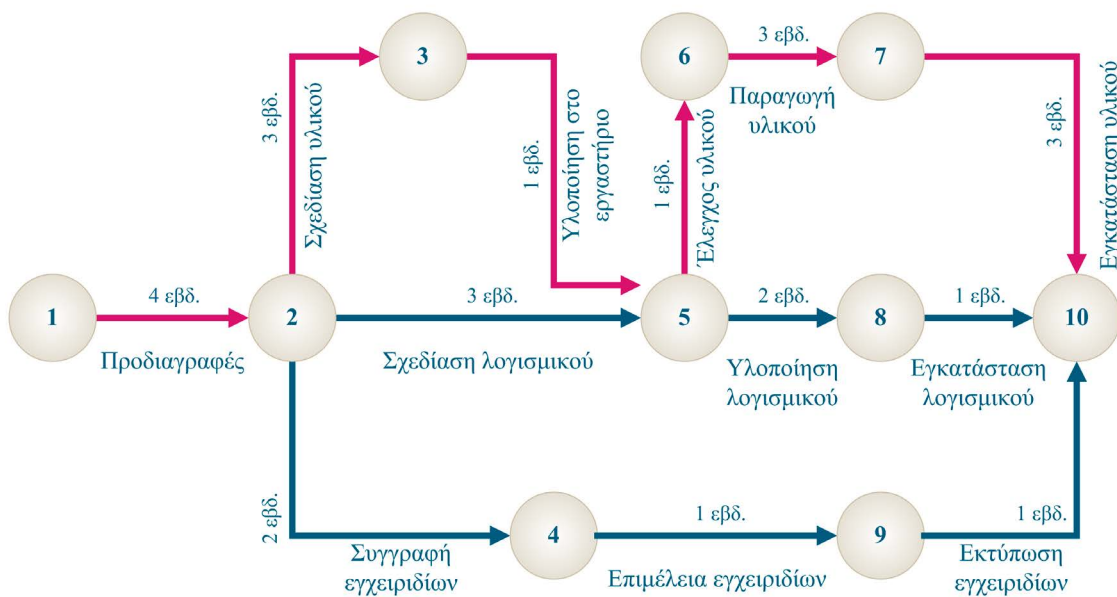 3
6
3 εβδ.
7
Παραγωγή
υλικού
3 εβδ.
Σχεδίαση υλικού
1 εβδ.
Υλοποίηση στο
εργαστήριο
1 εβδ.
Έλεγχος υλικού
3 εβδ.
Εγκατάσταση υλικού
1
4 εβδ.
Προδιαγραφές
2
3 εβδ.
Σχεδίαση λογισμικού
5
2 εβδ.
Υλοποίηση
λογισμικού
8
1 εβδ.
Εγκατάσταση
λογισμικού
10
2 εβδ.
Συγγραφή
εγχειριδίων
4
1 εβδ.
Επιμέλεια εγχειριδίων
9
1 εβδ.
Εκτύπωση
εγχειριδίων